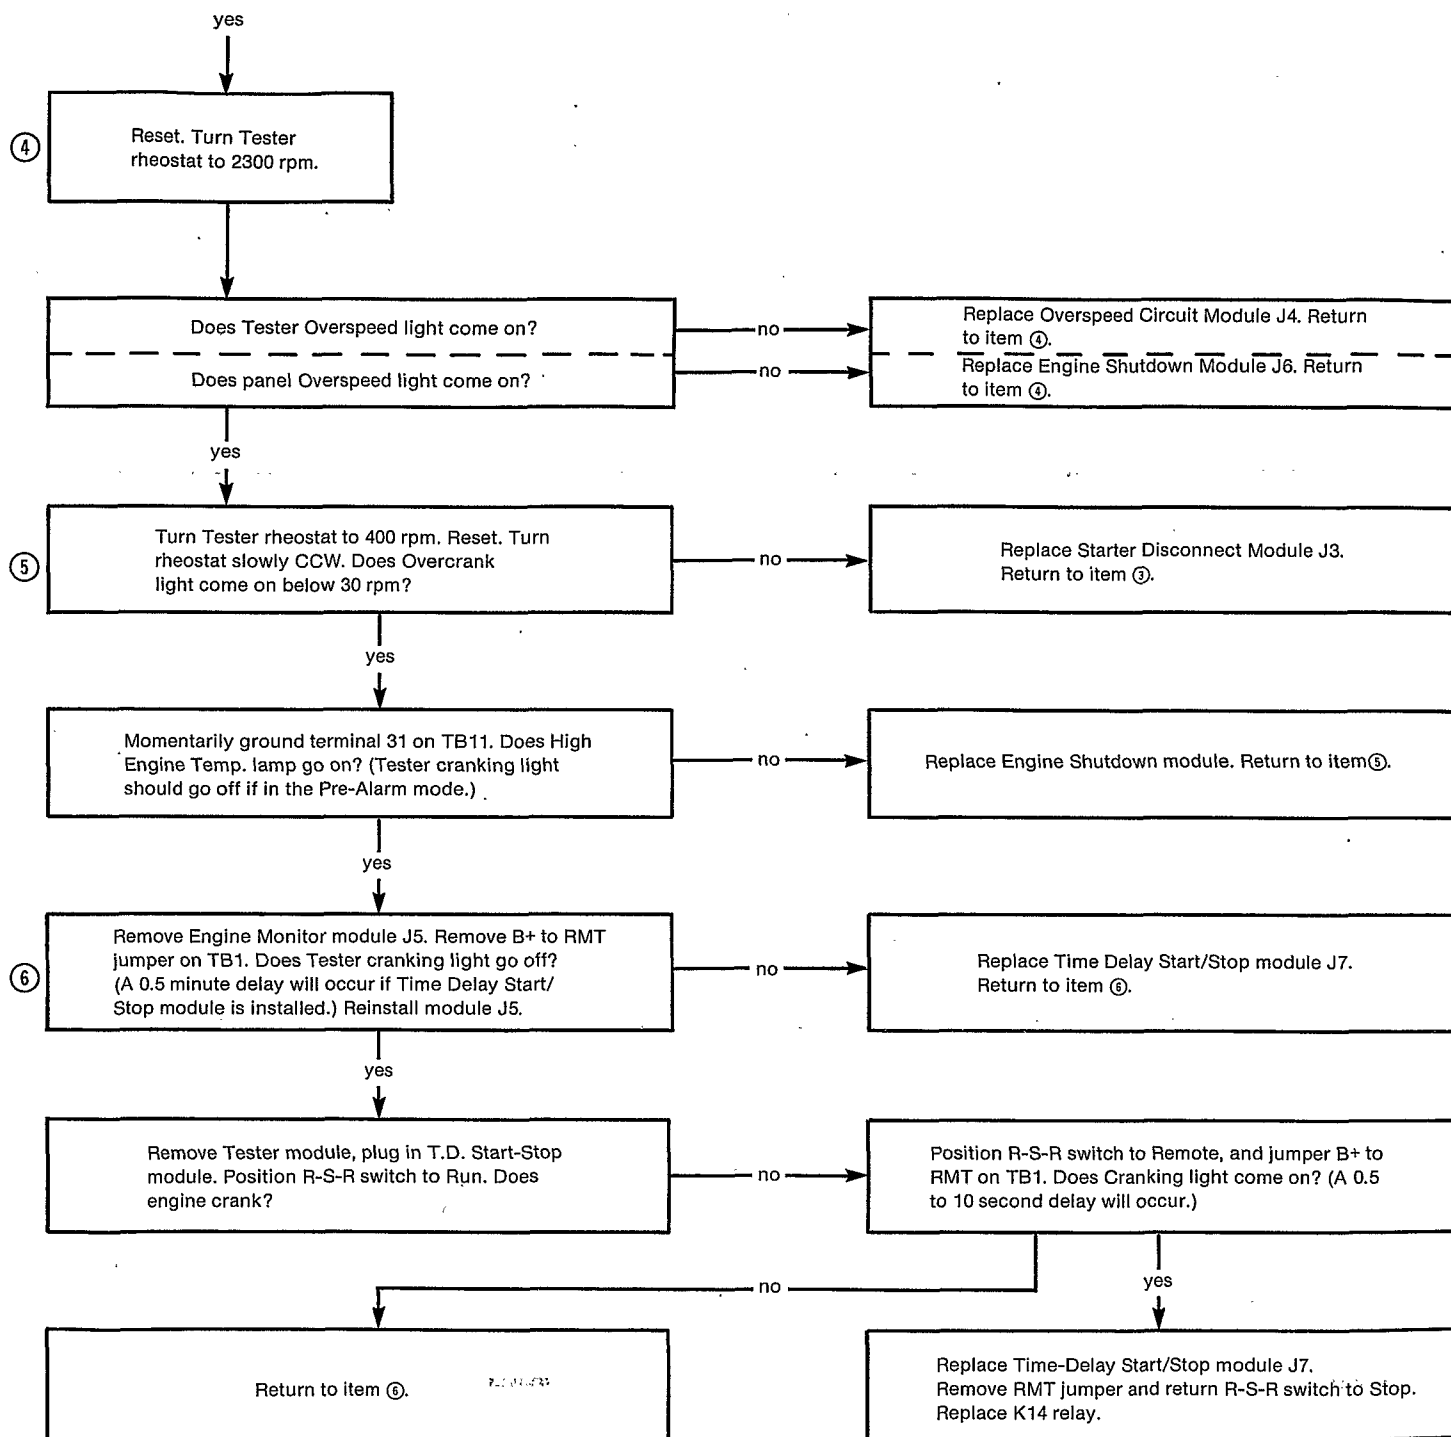 yes
④
Reset. Turn Tester
rheostat to 2300 rpm.
Does Tester Overspeed light come on?
no
Replace Overspeed Circuit Module J4. Return
to item ④.
Does panel Overspeed light come on?
no
Replace Engine Shutdown Module J6. Return
to item ④.
yes
⑤
Turn Tester rheostat to 400 rpm. Reset. Turn
rheostat slowly CCW. Does Overcrank
light come on below 30 rpm?
no
Replace Starter Disconnect Module J3.
Return to item ③.
yes
Momentarily ground terminal 31 on TB11. Does High
Engine Temp. lamp go on? (Tester cranking light
should go off if in the Pre-Alarm mode.)
no
Replace Engine Shutdown module. Return to item ⑤.
yes
⑥
Remove Engine Monitor module J5. Remove B+ to RMT
jumper on TB1. Does Tester cranking light go off?
(A 0.5 minute delay will occur if Time Delay Start/
Stop module is installed.) Reinstall module J5.
no
Replace Time Delay Start/Stop module J7.
Return to item ⑥.
yes
Remove Tester module, plug in T.D. Start-Stop
module. Position R-S-R switch to Run. Does
engine crank?
no
Position R-S-R switch to Remote, and jumper B+ to
RMT on TB1. Does Cranking light come on? (A 0.5
to 10 second delay will occur.)
no
yes
Return to item ⑥.
Replace Time-Delay Start/Stop module J7.
Remove RMT jumper and return R-S-R switch to Stop.
Replace K14 relay.